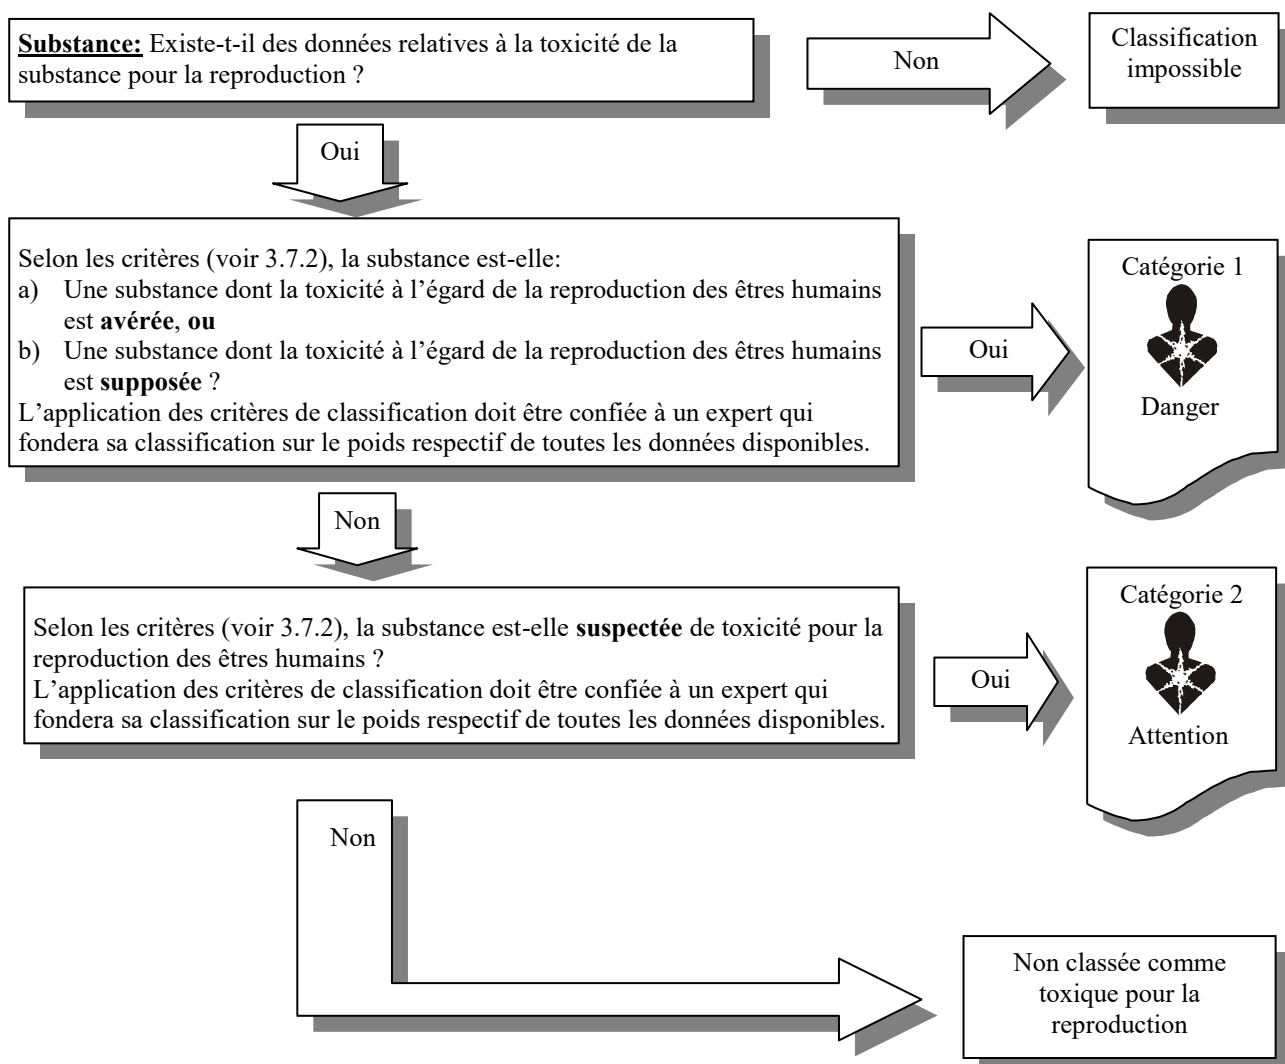 Substance: Existe-t-il des données relatives à la toxicité de la
substance pour la reproduction ?
Non
Classification
impossible
Oui
Selon les critères (voir 3.7.2), la substance est-elle:
a) Une substance dont la toxicité à l’égard de la reproduction des êtres humains
est avérée, ou
b) Une substance dont la toxicité à l’égard de la reproduction des êtres humains
est supposée ?
L’application des critères de classification doit être confiée à un expert qui
fondera sa classification sur le poids respectif de toutes les données disponibles.
Oui
Catégorie 1
Danger
Non
Selon les critères (voir 3.7.2), la substance est-elle suspectée de toxicité pour la
reproduction des êtres humains ?
L’application des critères de classification doit être confiée à un expert qui
fondera sa classification sur le poids respectif de toutes les données disponibles.
Oui
Catégorie 2
Attention
Non
Non classée comme
toxique pour la
reproduction